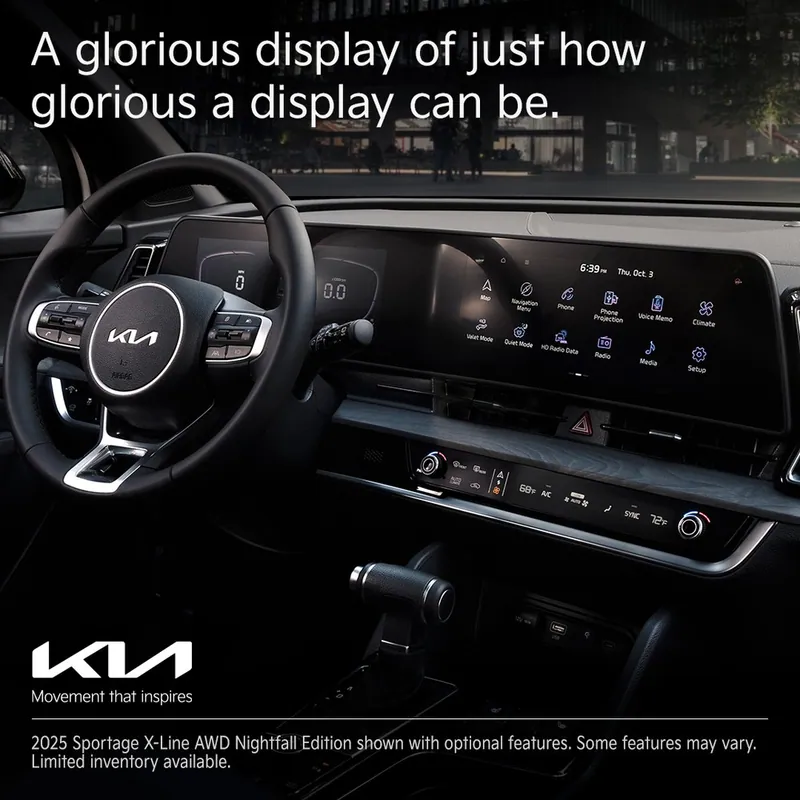 A glorious display of just how
glorious a display can be.
6:39 PM Thu, Oct. 3
Map
Navigation
Menu
Phone
Phone
Projection
Voice Memo
Climate
Valet Mode
Quiet Mode
HD Radio Data
Radio
Media
Setup
0
0.0
KIA
68°F
A/C
AUTO
SYNC
72°F
KIA
Movement that inspires
2025 Sportage X-Line AWD Nightfall Edition shown with optional features. Some features may vary.
Limited inventory available.